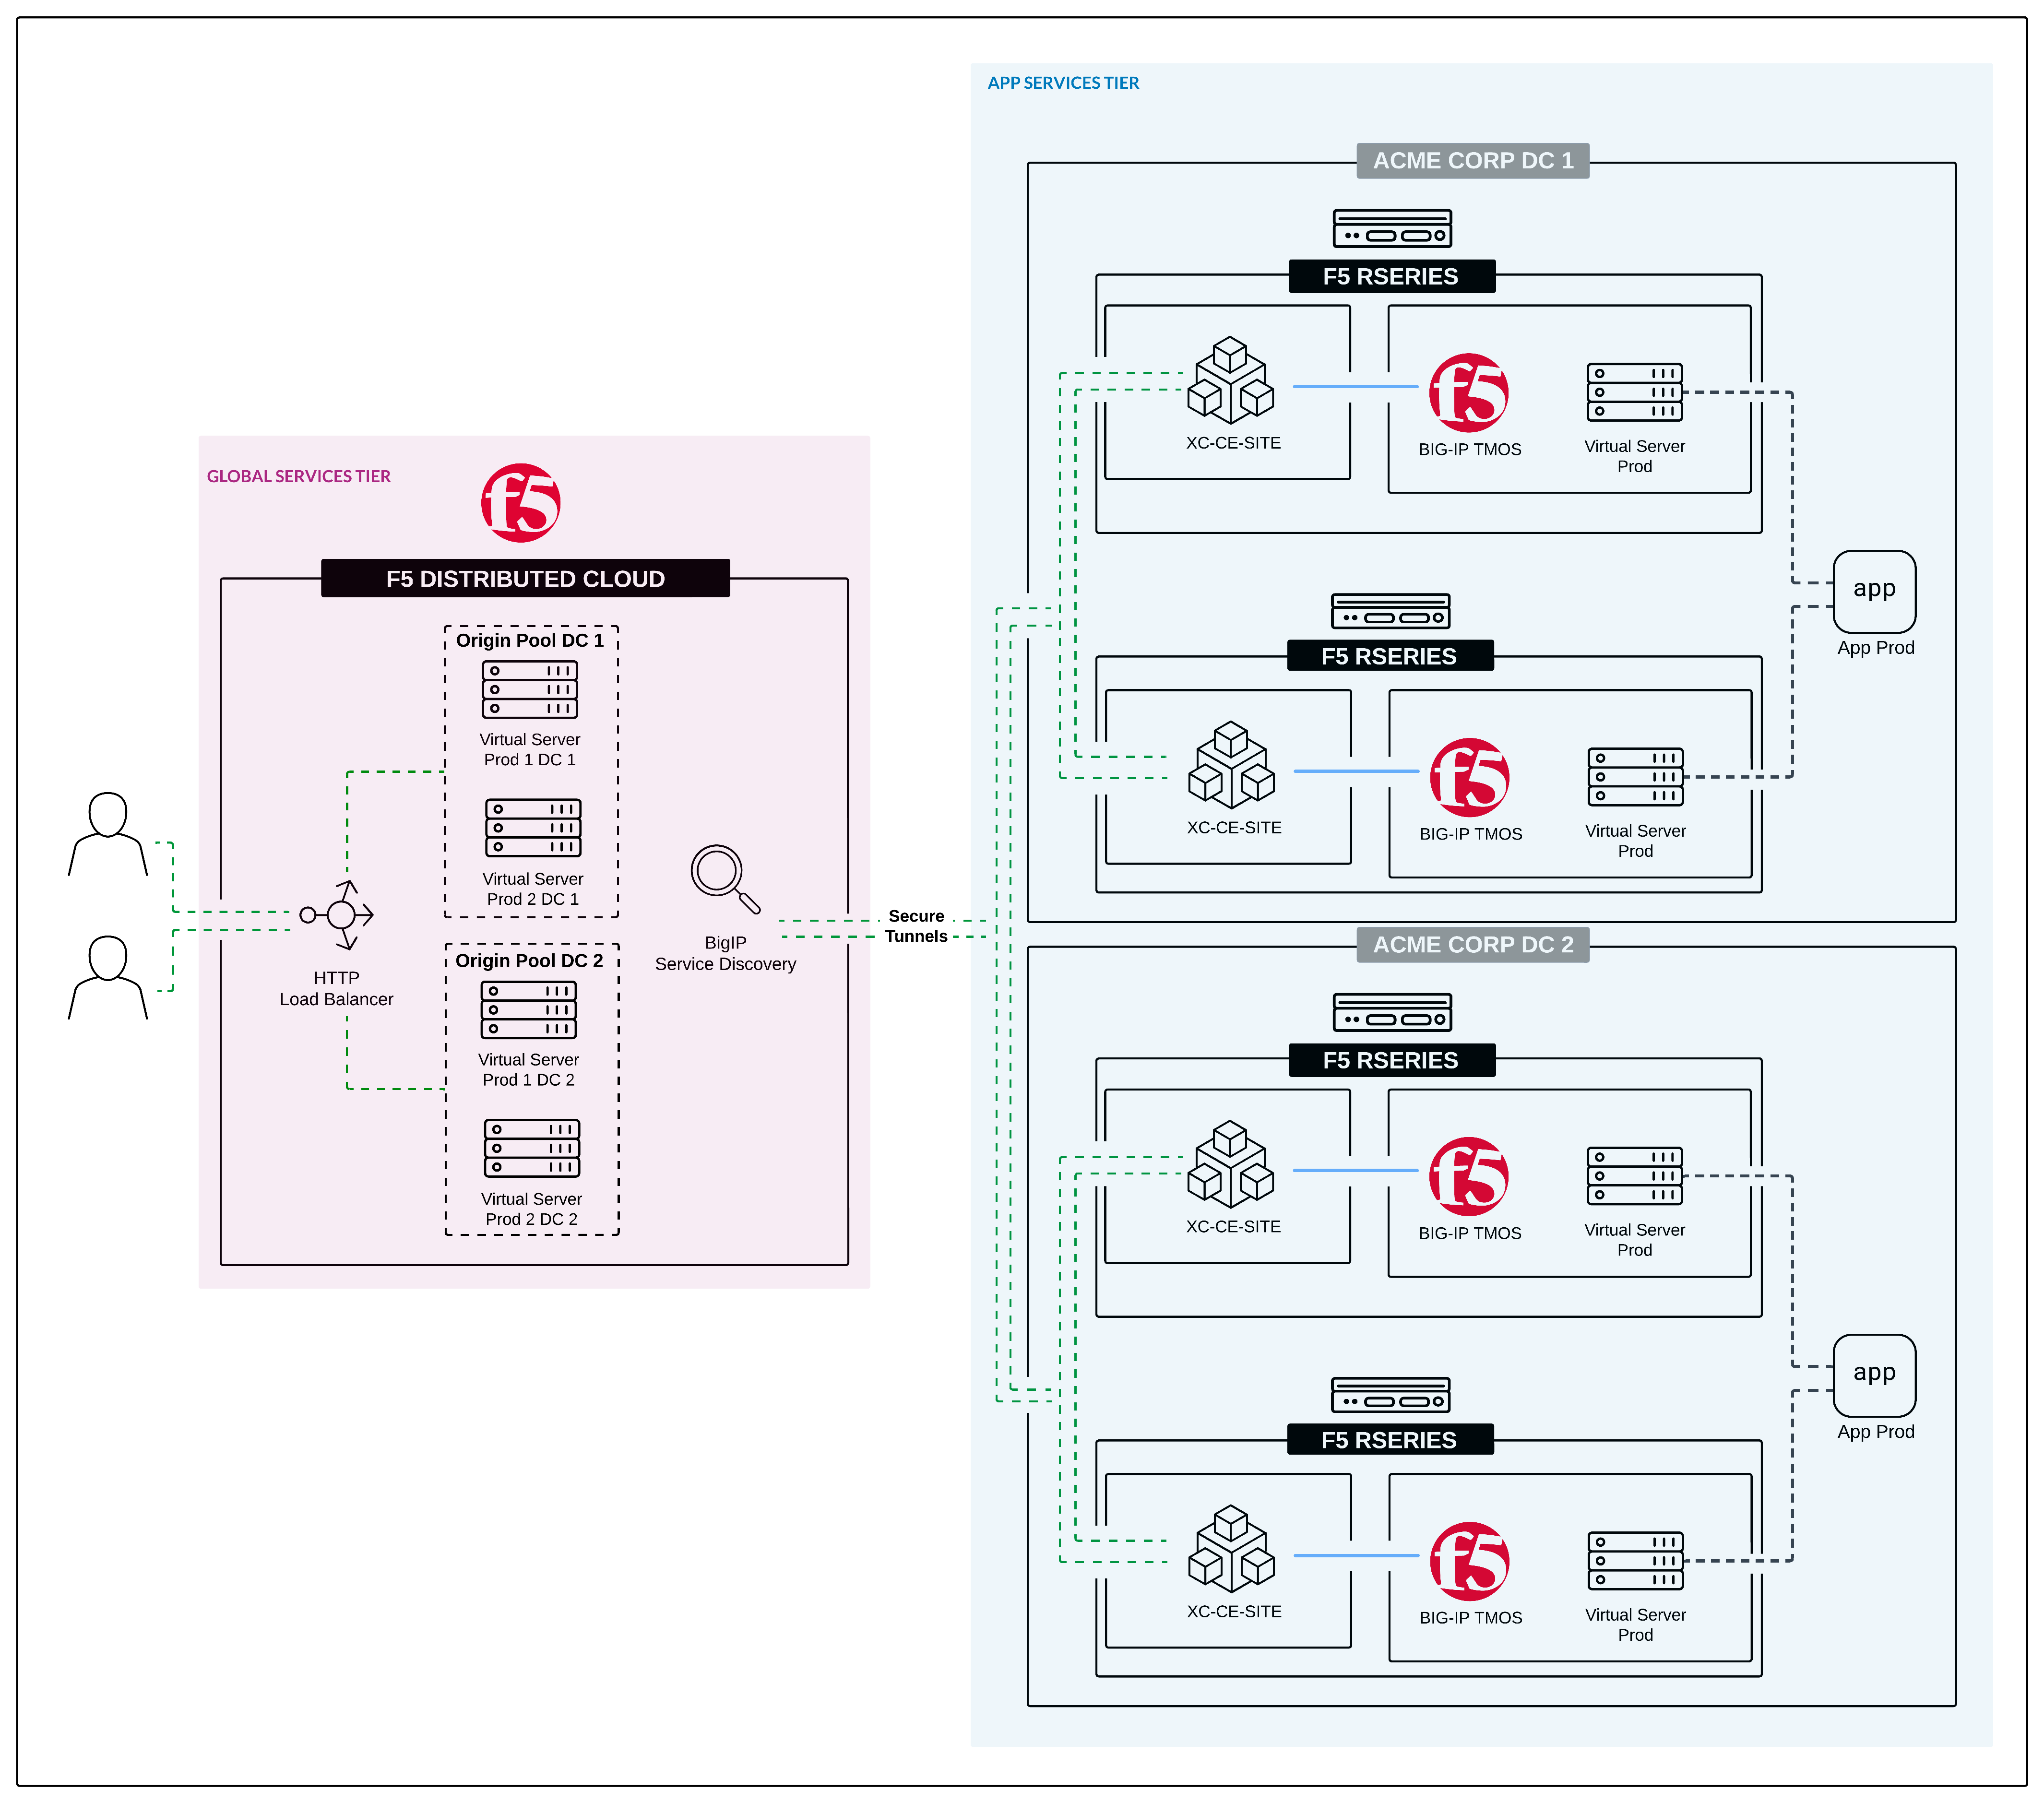 APP SERVICES TIER
ACME CORP DC 1
F5 RSERIES
XC-CE-SITE
f5
BIG-IP TMOS
Virtual Server
Prod
F5 RSERIES
XC-CE-SITE
f5
BIG-IP TMOS
Virtual Server
Prod
app
App Prod
GLOBAL SERVICES TIER
f5
F5 DISTRIBUTED CLOUD
Origin Pool DC 1
Virtual Server
Prod 1 DC 1
Virtual Server
Prod 2 DC 1
HTTP
Load Balancer
Origin Pool DC 2
Virtual Server
Prod 1 DC 2
Virtual Server
Prod 2 DC 2
BigIP
Service Discovery
Secure
Tunnels
ACME CORP DC 2
F5 RSERIES
XC-CE-SITE
f5
BIG-IP TMOS
Virtual Server
Prod
F5 RSERIES
XC-CE-SITE
f5
BIG-IP TMOS
Virtual Server
Prod
app
App Prod